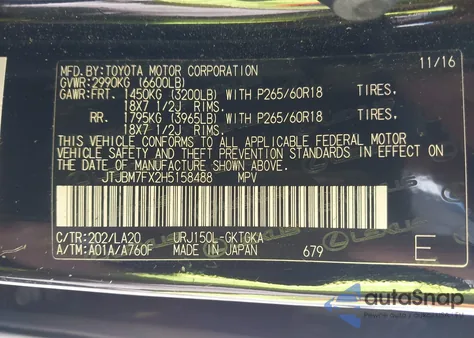 MFD.BY:TOYOTA MOTOR CORPORATION 11/16
GVWR:2990KG (6600LB)
GAWR:FRT. 1450KG (3200LB) WITH P265/60R18 TIRES,
18X7 1/2J RIMS.
RR. 1795KG (3965LB) WITH P265/60R18 TIRES,
18X7 1/2J RIMS.
THIS VEHICLE CONFORMS TO ALL APPLICABLE FEDERAL MOTOR
VEHICLE SAFETY AND THEFT PREVENTION STANDARDS IN EFFECT ON
THE DATE OF MANUFACTURE SHOWN ABOVE.
JTJBM7FX2H5158488 MPV
C/TR:202/LA20 URJ150L-GKTGKA
A/TM:A01A/A760F MADE IN JAPAN 679 E
LEXUS
autoSnap